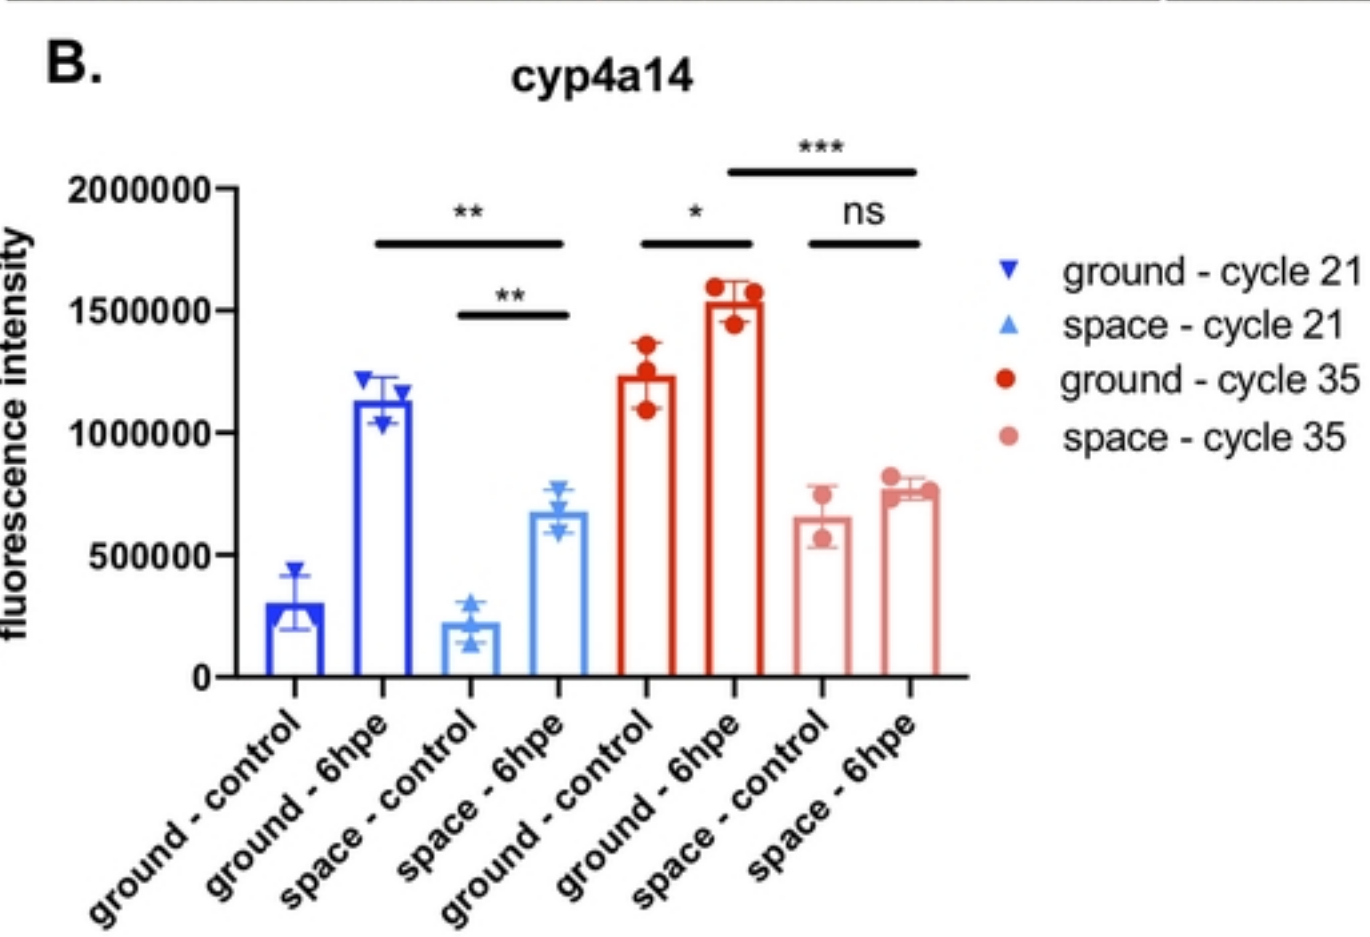 B.
cyp4a14
***
2000000
**
*
ns
**
1500000
1000000
500000
0
fluorescence intensity
ground - cycle 21
space - cycle 21
ground - cycle 35
space - cycle 35
ground - control
ground - 6hpe
space - control
space - 6hpe
ground - control
ground - 6hpe
space - control
space - 6hpe